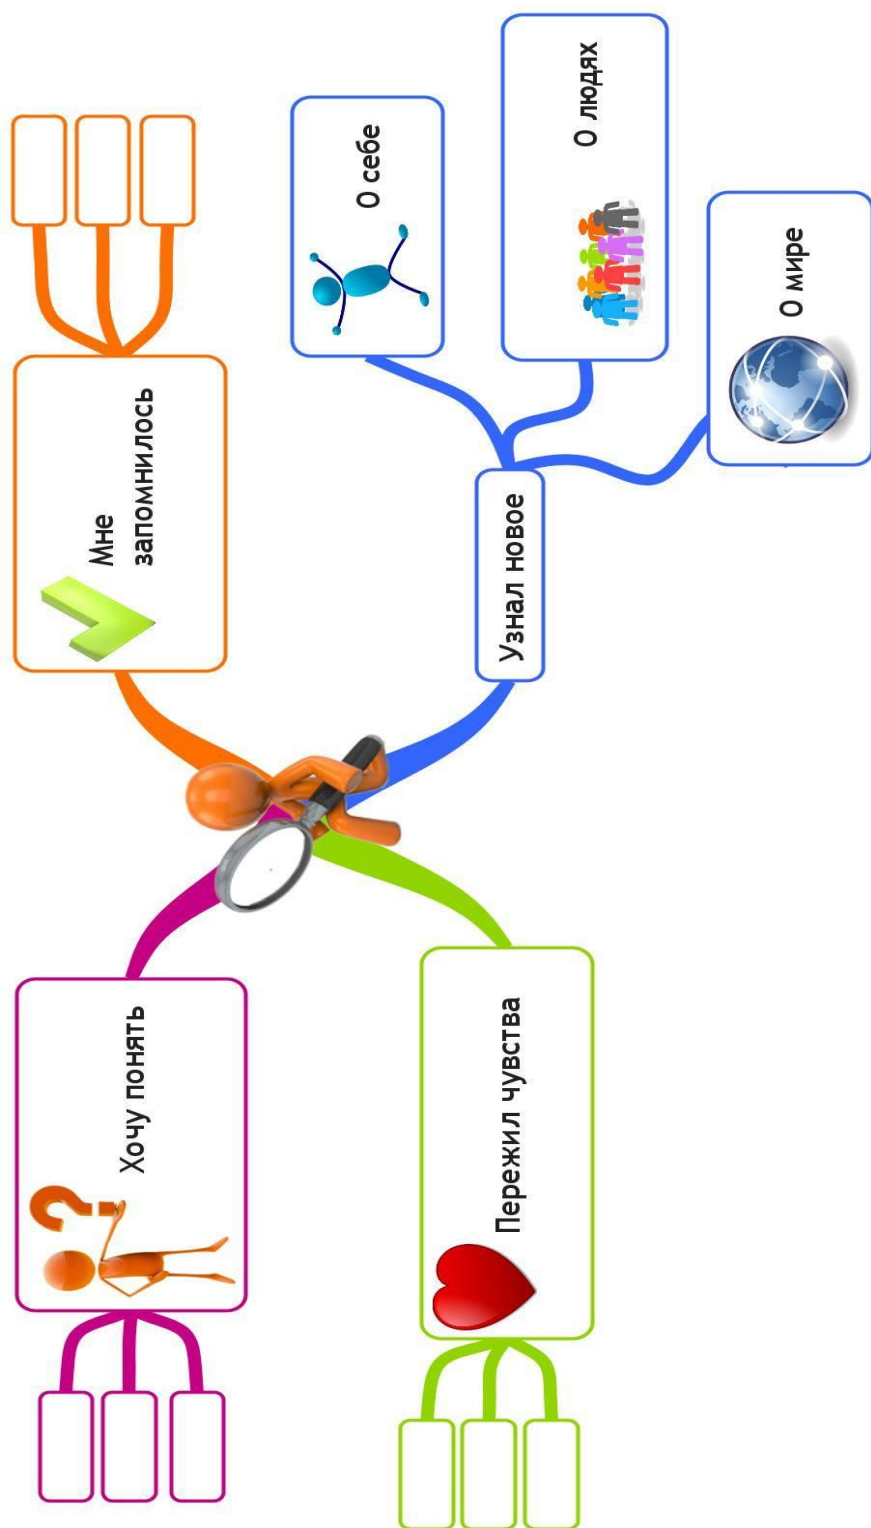 Мне
запомнилось
О себе
О людях
О мире
Узнал новое
Хочу понять
Пережил чувства